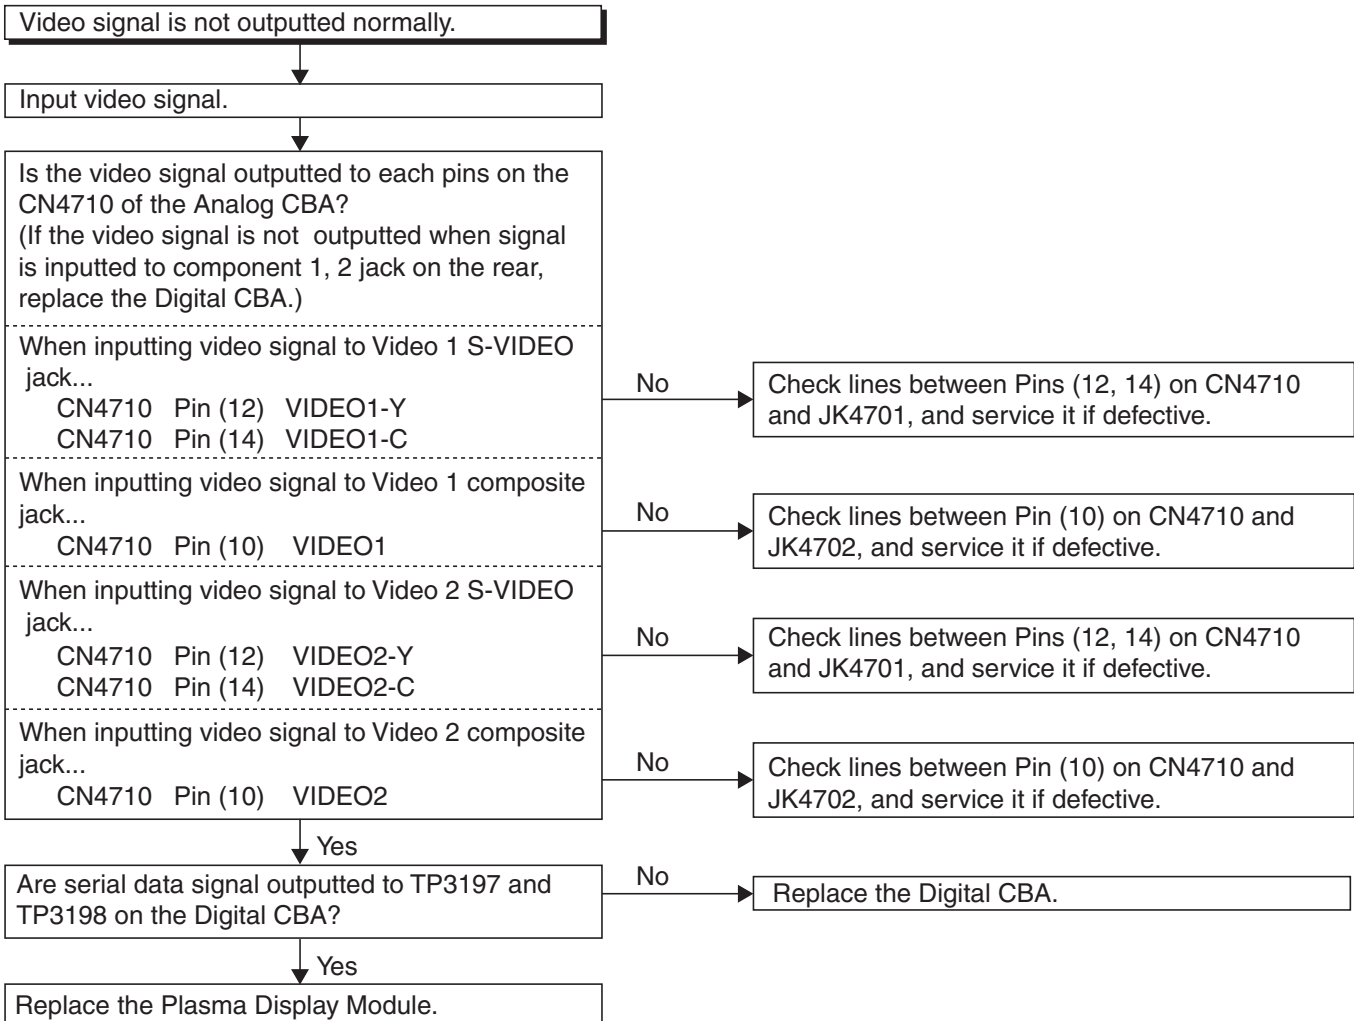 Video signal is not outputted normally.
Input video signal.
Is the video signal outputted to each pins on the
CN4710 of the Analog CBA?
(If the video signal is not outputted when signal
is inputted to component 1, 2 jack on the rear,
replace the Digital CBA.)
When inputting video signal to Video 1 S-VIDEO
jack...
CN4710 Pin (12) VIDEO1-Y
CN4710 Pin (14) VIDEO1-C
No
Check lines between Pins (12, 14) on CN4710
and JK4701, and service it if defective.
When inputting video signal to Video 1 composite
jack...
CN4710 Pin (10) VIDEO1
No
Check lines between Pin (10) on CN4710 and
JK4702, and service it if defective.
When inputting video signal to Video 2 S-VIDEO
jack...
CN4710 Pin (12) VIDEO2-Y
CN4710 Pin (14) VIDEO2-C
No
Check lines between Pins (12, 14) on CN4710
and JK4701, and service it if defective.
When inputting video signal to Video 2 composite
jack...
CN4710 Pin (10) VIDEO2
No
Check lines between Pin (10) on CN4710 and
JK4702, and service it if defective.
Yes
Are serial data signal outputted to TP3197 and
TP3198 on the Digital CBA?
No
Replace the Digital CBA.
Yes
Replace the Plasma Display Module.